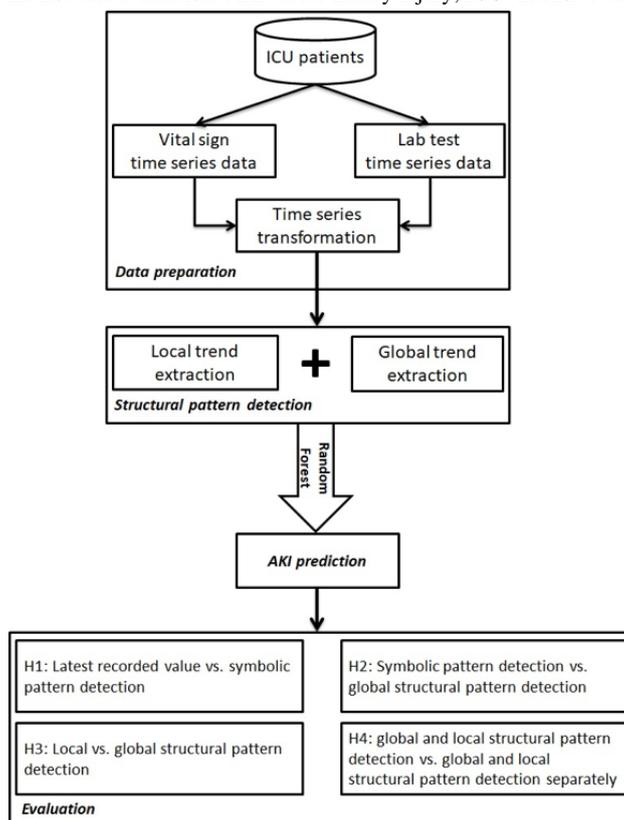 ICU patients
Vital sign
time series data
Lab test
time series data
Time series
transformation
Data preparation
Local trend
extraction
+
Global trend
extraction
Structural pattern detection
Random
Forest
AKI prediction
H1: Latest recorded value vs. symbolic
pattern detection
H2: Symbolic pattern detection vs.
global structural pattern detection
H3: Local vs. global structural pattern
detection
H4: global and local structural pattern
detection vs. global and local
structural pattern detection separately
Evaluation